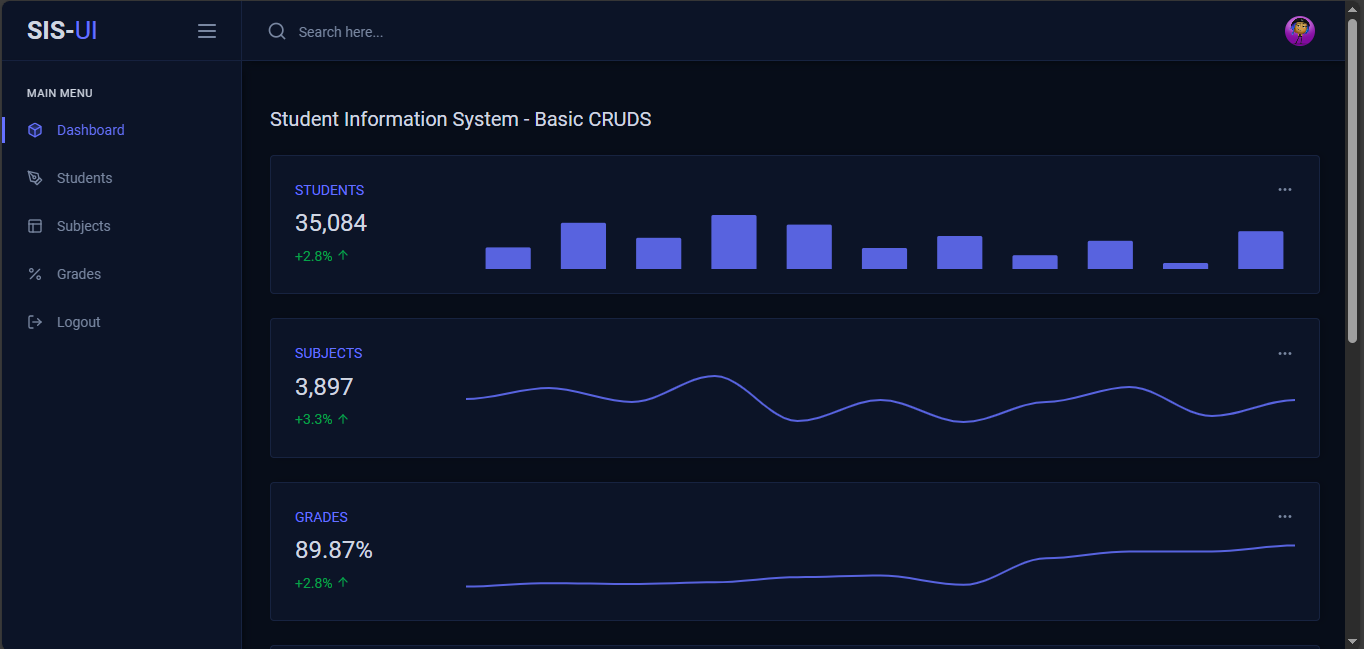 SIS-UI
Search here...
MAIN MENU
Dashboard
Students
Subjects
Grades
Logout
Student Information System - Basic CRUDS
STUDENTS
35,084
+2.8%
SUBJECTS
3,897
+3.3%
GRADES
89.87%
+2.8%